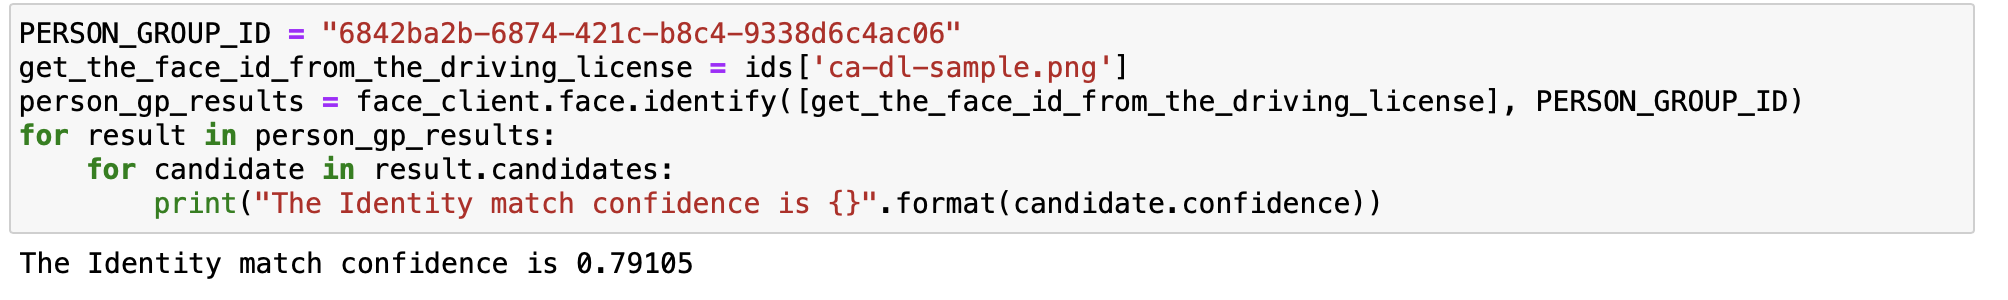 PERSON_GROUP_ID = "6842ba2b-6874-421c-b8c4-9338d6c4ac06"
get_the_face_id_from_the_driving_license = ids['ca-dl-sample.png']
person_gp_results = face_client.face.identify([get_the_face_id_from_the_driving_license], PERSON_GROUP_ID)
for result in person_gp_results:
    for candidate in result.candidates:
        print("The Identity match confidence is {}".format(candidate.confidence))
The Identity match confidence is 0.79105